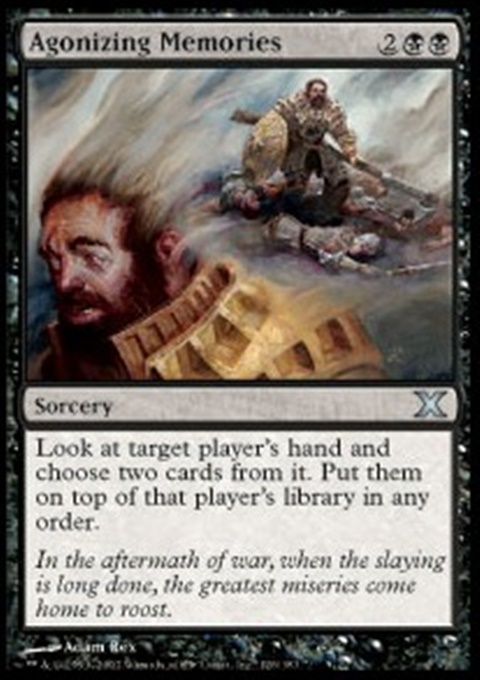 Agonizing Memories 2
Sorcery
Look at target player's hand and
choose two cards from it. Put them
on top of that player's library in any
order.
In the aftermath of war, when the slaying
is long done, the greatest miseries come
home to roost.
Adam Rex